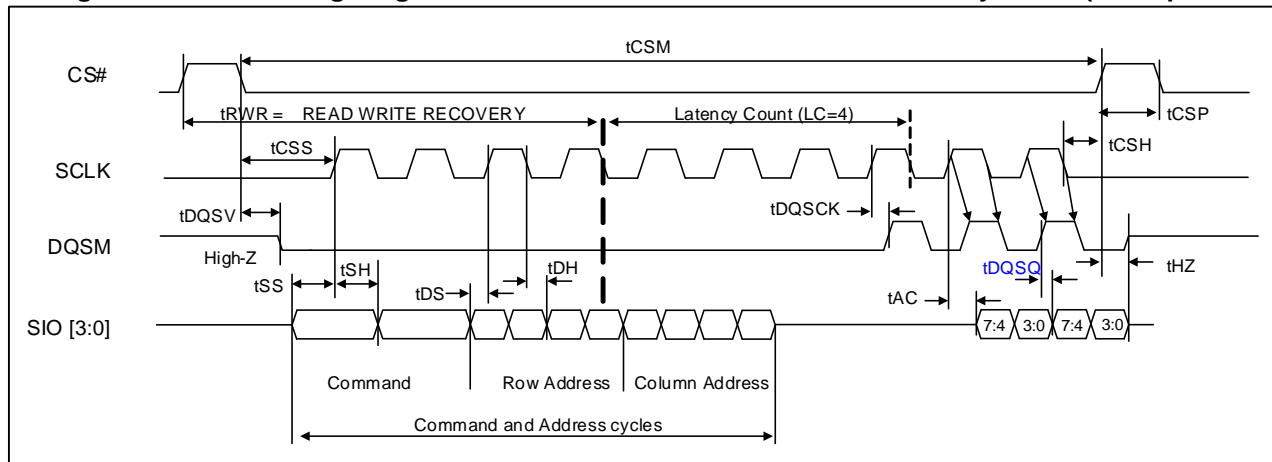 tCSM
CS#
tCSP
tRWR = READ WRITE RECOVERY
Latency Count (LC=4)
tCSS
tCSH
SCLK
tDQSV
tDQSCK
DQSM
High-Z
tSS
tSH
tDS
tDH
tDQSQ
tHZ
tAC
SIO [3:0]
7:4 3:0 7:4 3:0
Command
Row Address
Column Address
Command and Address cycles